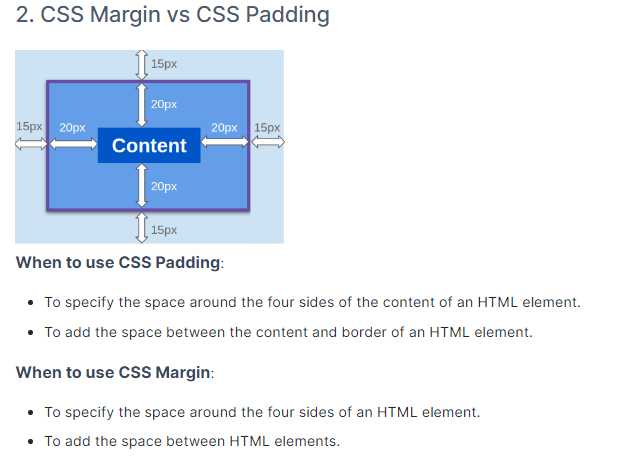 2. CSS Margin vs CSS Padding
15px
20px
15px 20px 20px 15px
Content
20px
15px
When to use CSS Padding:
• To specify the space around the four sides of the content of an HTML element.
• To add the space between the content and border of an HTML element.
When to use CSS Margin:
• To specify the space around the four sides of an HTML element.
• To add the space between HTML elements.